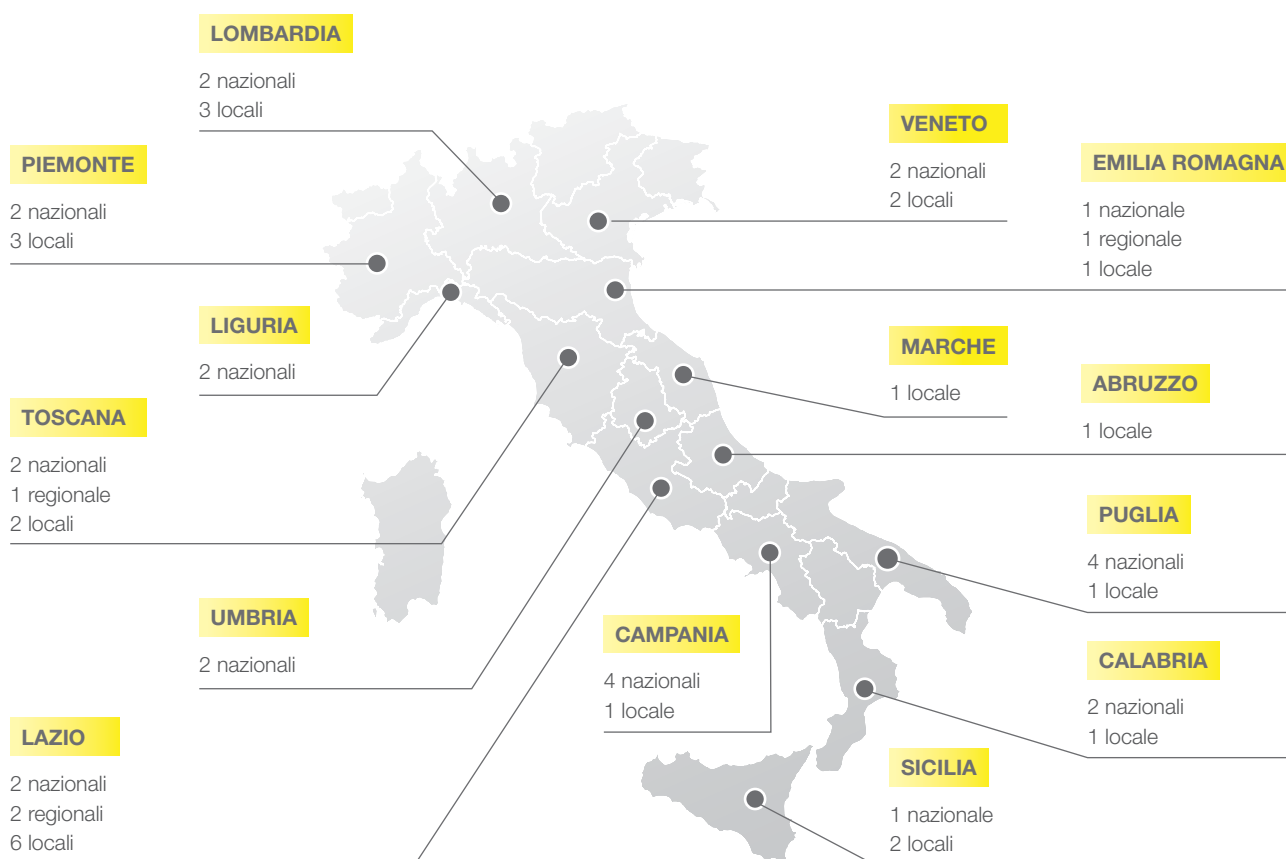 LOMBARDIA
2 nazionali
3 locali
PIEMONTE
2 nazionali
3 locali
VENETO
2 nazionali
2 locali
EMILIA ROMAGNA
1 nazionale
1 regionale
1 locale
LIGURIA
2 nazionali
MARCHE
1 locale
ABRUZZO
1 locale
TOSCANA
2 nazionali
1 regionale
2 locali
PUGLIA
4 nazionali
1 locale
UMBRIA
2 nazionali
CAMPANIA
4 nazionali
1 locale
CALABRIA
2 nazionali
1 locale
LAZIO
2 nazionali
2 regionali
6 locali
SICILIA
1 nazionale
2 locali